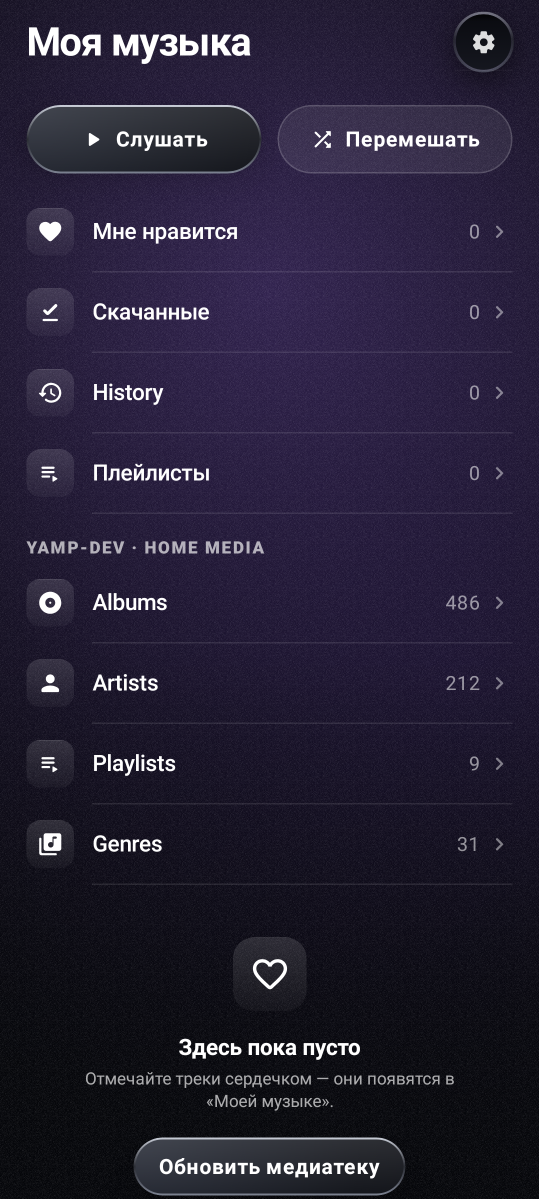 Моя музыка
Слушать
Перемешать
Мне нравится 0
Скачанные 0
History 0
Плейлисты 0
YAMP-DEV · HOME MEDIA
Albums 486
Artists 212
Playlists 9
Genres 31
Здесь пока пусто
Отмечайте треки сердечком — они появятся в
«Моей музыке».
Обновить медиатеку